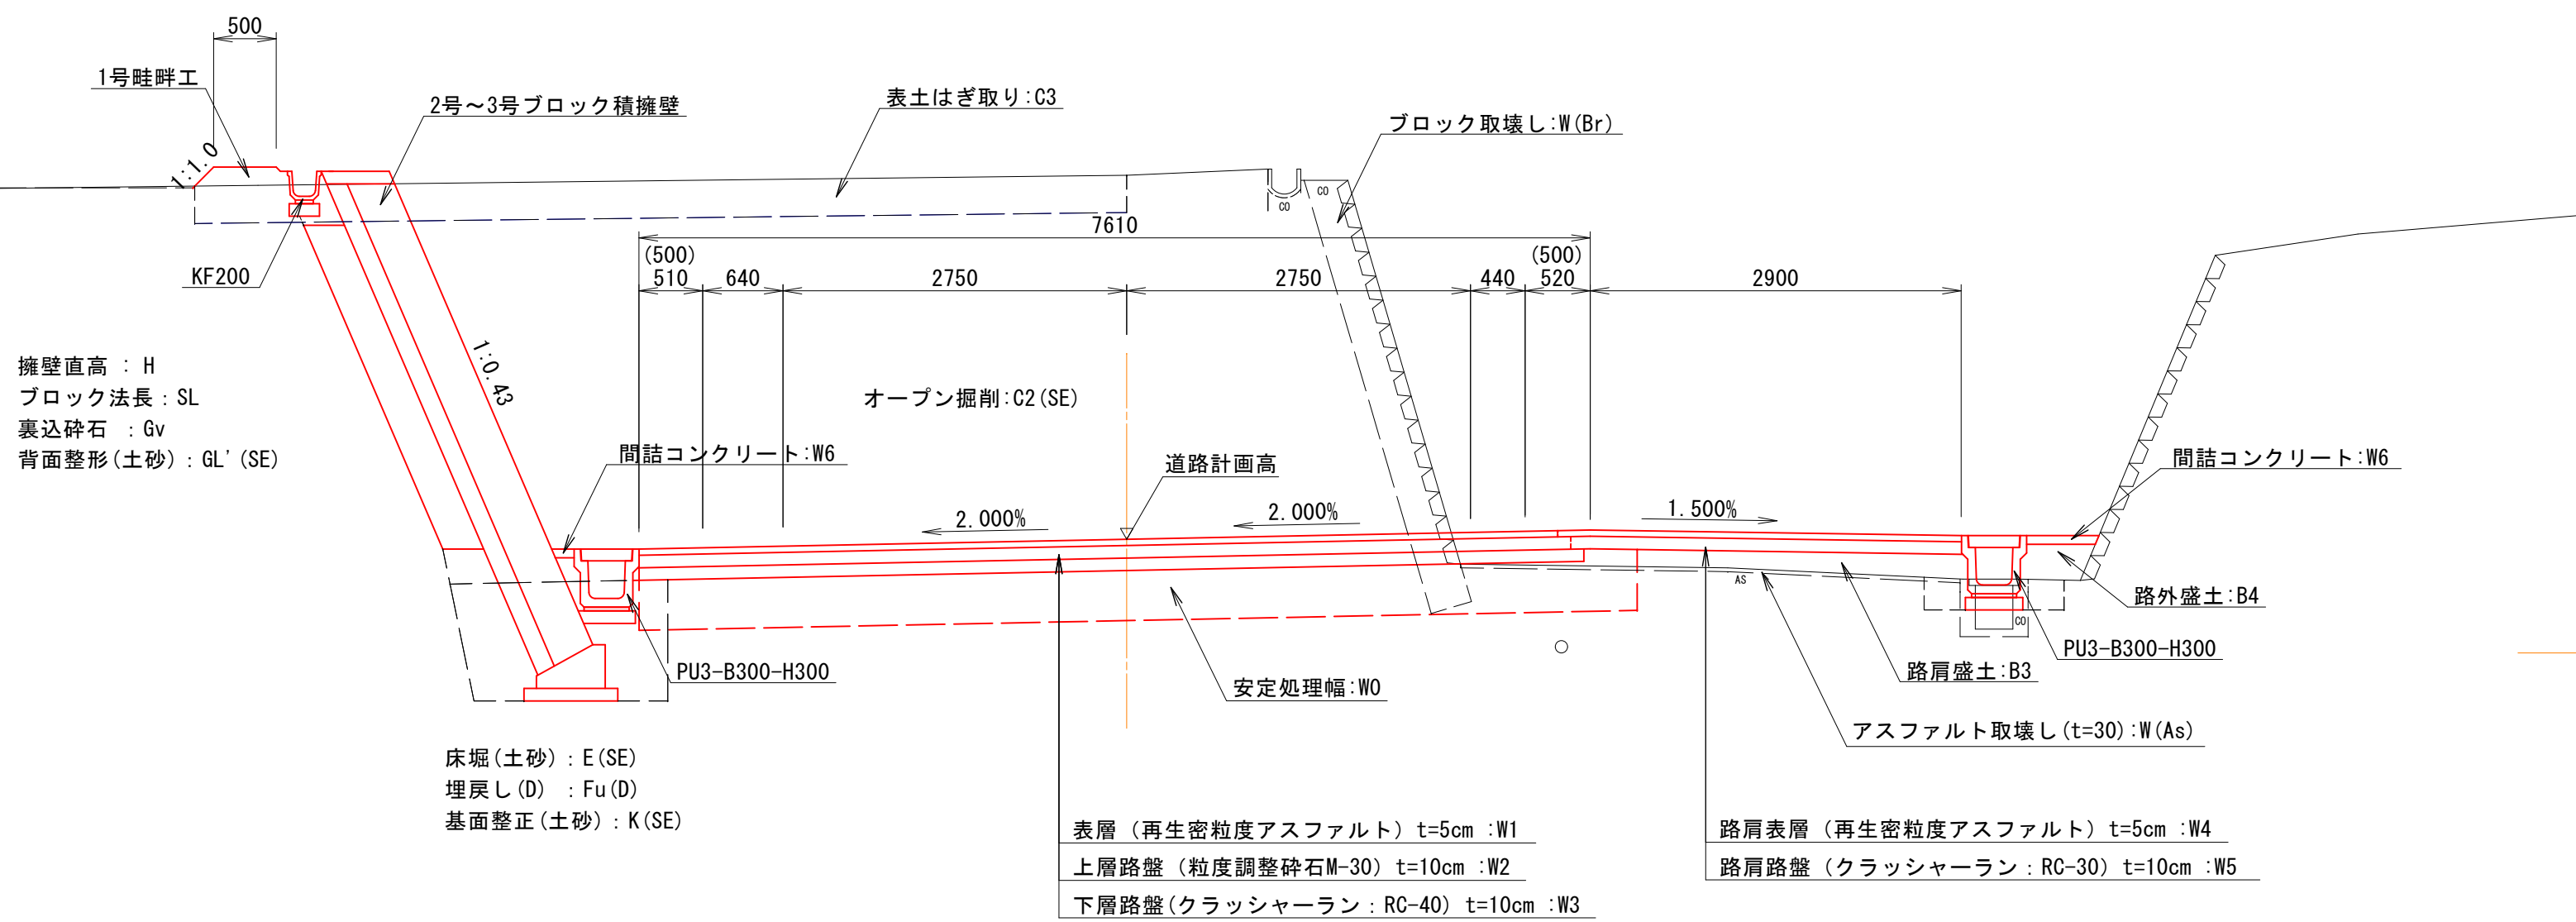 500
1号畦畔工
2号～3号ブロック積擁壁
表土はぎ取り:C3
ブロック取壊し:W(Br)
1:1.0
CO
CO
7610
(500)
(500)
KF200
510
640
2750
2750
440
520
2900
擁壁直高 : H
ブロック法長 : SL
裏込砕石 : Gv
背面整形(土砂) : GL'(SE)
1:0.43
オープン掘削:C2(SE)
間詰コンクリート:W6
道路計画高
間詰コンクリート:W6
2.000%
2.000%
1.500%
AS
路外盛土:B4
CO
PU3-B300-H300
PU3-B300-H300
路肩盛土:B3
安定処理幅:W0
アスファルト取壊し(t=30):W(As)
床堀(土砂) : E(SE)
埋戻し(D) : Fu(D)
基面整正(土砂) : K(SE)
表層（再生密粒度アスファルト）t=5cm :W1
上層路盤（粒度調整砕石M-30）t=10cm :W2
下層路盤(クラッシャーラン : RC-40) t=10cm :W3
路肩表層（再生密粒度アスファルト）t=5cm :W4
路肩路盤（クラッシャーラン : RC-30）t=10cm :W5